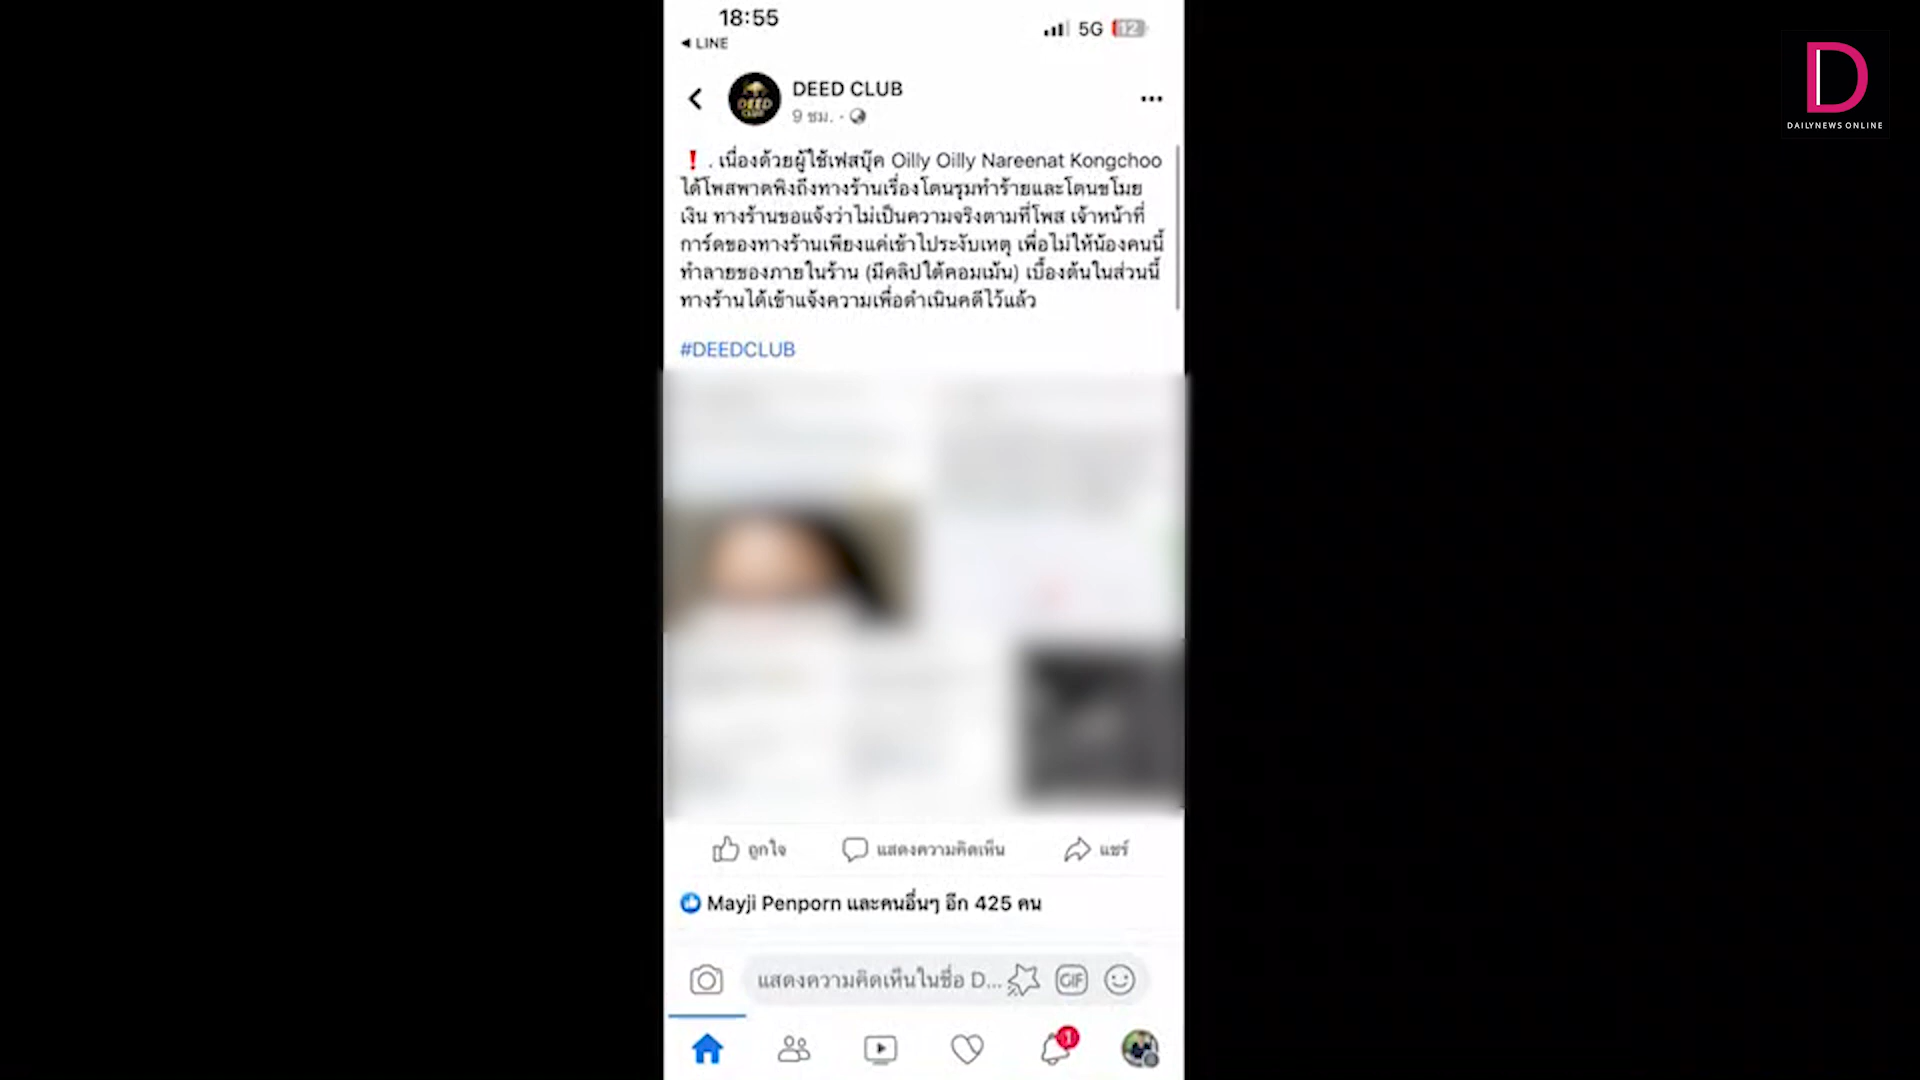 18:55
LINE
5G
12
DEED CLUB
9 ชม. ·
DEED
CLUB
D
DAILYNEWS ONLINE
❗ . เนื่องด้วยผู้ใช้เฟสบุ๊ค Oilly Oilly Nareenat Kongchoo
ได้โพสพาดพิงถึงทางร้านเรื่องโดนรุมทำร้ายและโดนขโมย
เงิน ทางร้านขอแจ้งว่าไม่เป็นความจริงตามที่โพส เจ้าหน้าที่
การ์ดของทางร้านเพียงแค่เข้าไประงับเหตุ เพื่อไม่ให้น้องคนนี้
ทำลายของภายในร้าน (มีคลิปใต้คอมเม้น) เบื้องต้นในส่วนนี้
ทางร้านได้เข้าแจ้งความเพื่อดำเนินคดีไว้แล้ว
#DEEDCLUB
ถูกใจ
แสดงความคิดเห็น
แชร์
Mayji Penporn และคนอื่นๆ อีก 425 คน
แสดงความคิดเห็นในชื่อ D...
GIF
1